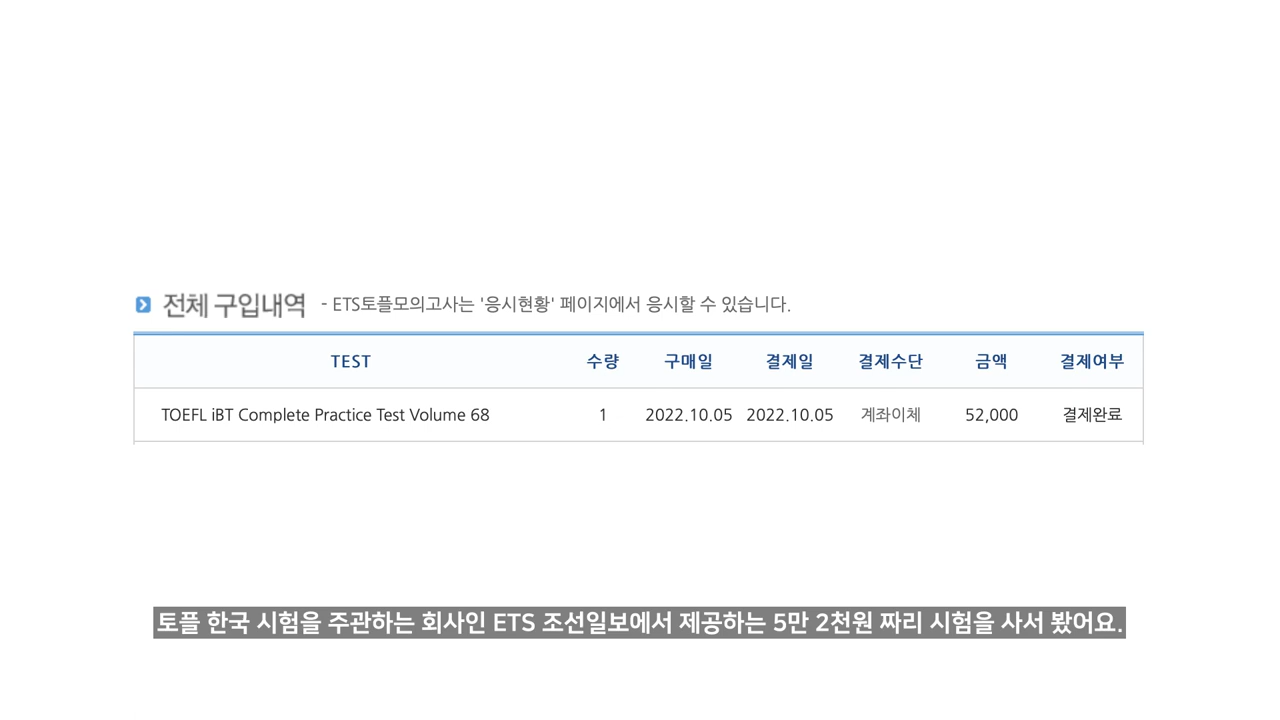 전체 구입내역 - ETS토플모의고사는 '응시현황' 페이지에서 응시할 수 있습니다.
TEST 수량 구매일 결제일 결제수단 금액 결제여부
TOEFL iBT Complete Practice Test Volume 68 1 2022.10.05 2022.10.05 계좌이체 52,000 결제완료
토플 한국 시험을 주관하는 회사인 ETS 조선일보에서 제공하는 5만 2천원 짜리 시험을 사서 봤어요.